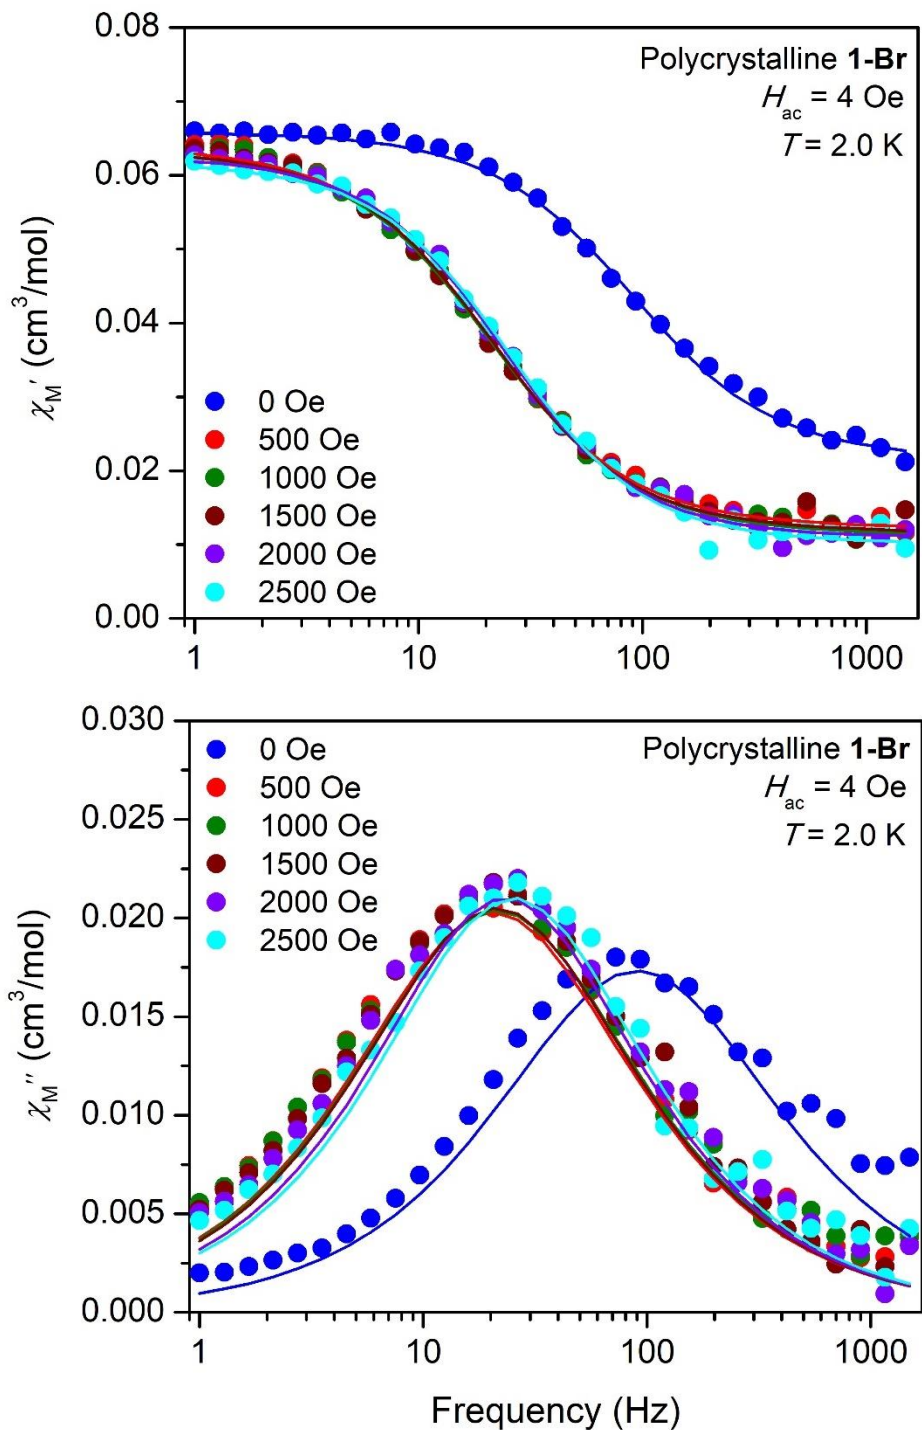 0.08
0.06
0.04
0.02
0.00
χM′ (cm³/mol)
Polycrystalline 1-Br
Hac = 4 Oe
T = 2.0 K
0 Oe
500 Oe
1000 Oe
1500 Oe
2000 Oe
2500 Oe
1 10 100 1000
0.030
0.025
0.020
0.015
0.010
0.005
0.000
χM′′ (cm³/mol)
0 Oe
500 Oe
1000 Oe
1500 Oe
2000 Oe
2500 Oe
Polycrystalline 1-Br
Hac = 4 Oe
T = 2.0 K
1 10 100 1000
Frequency (Hz)